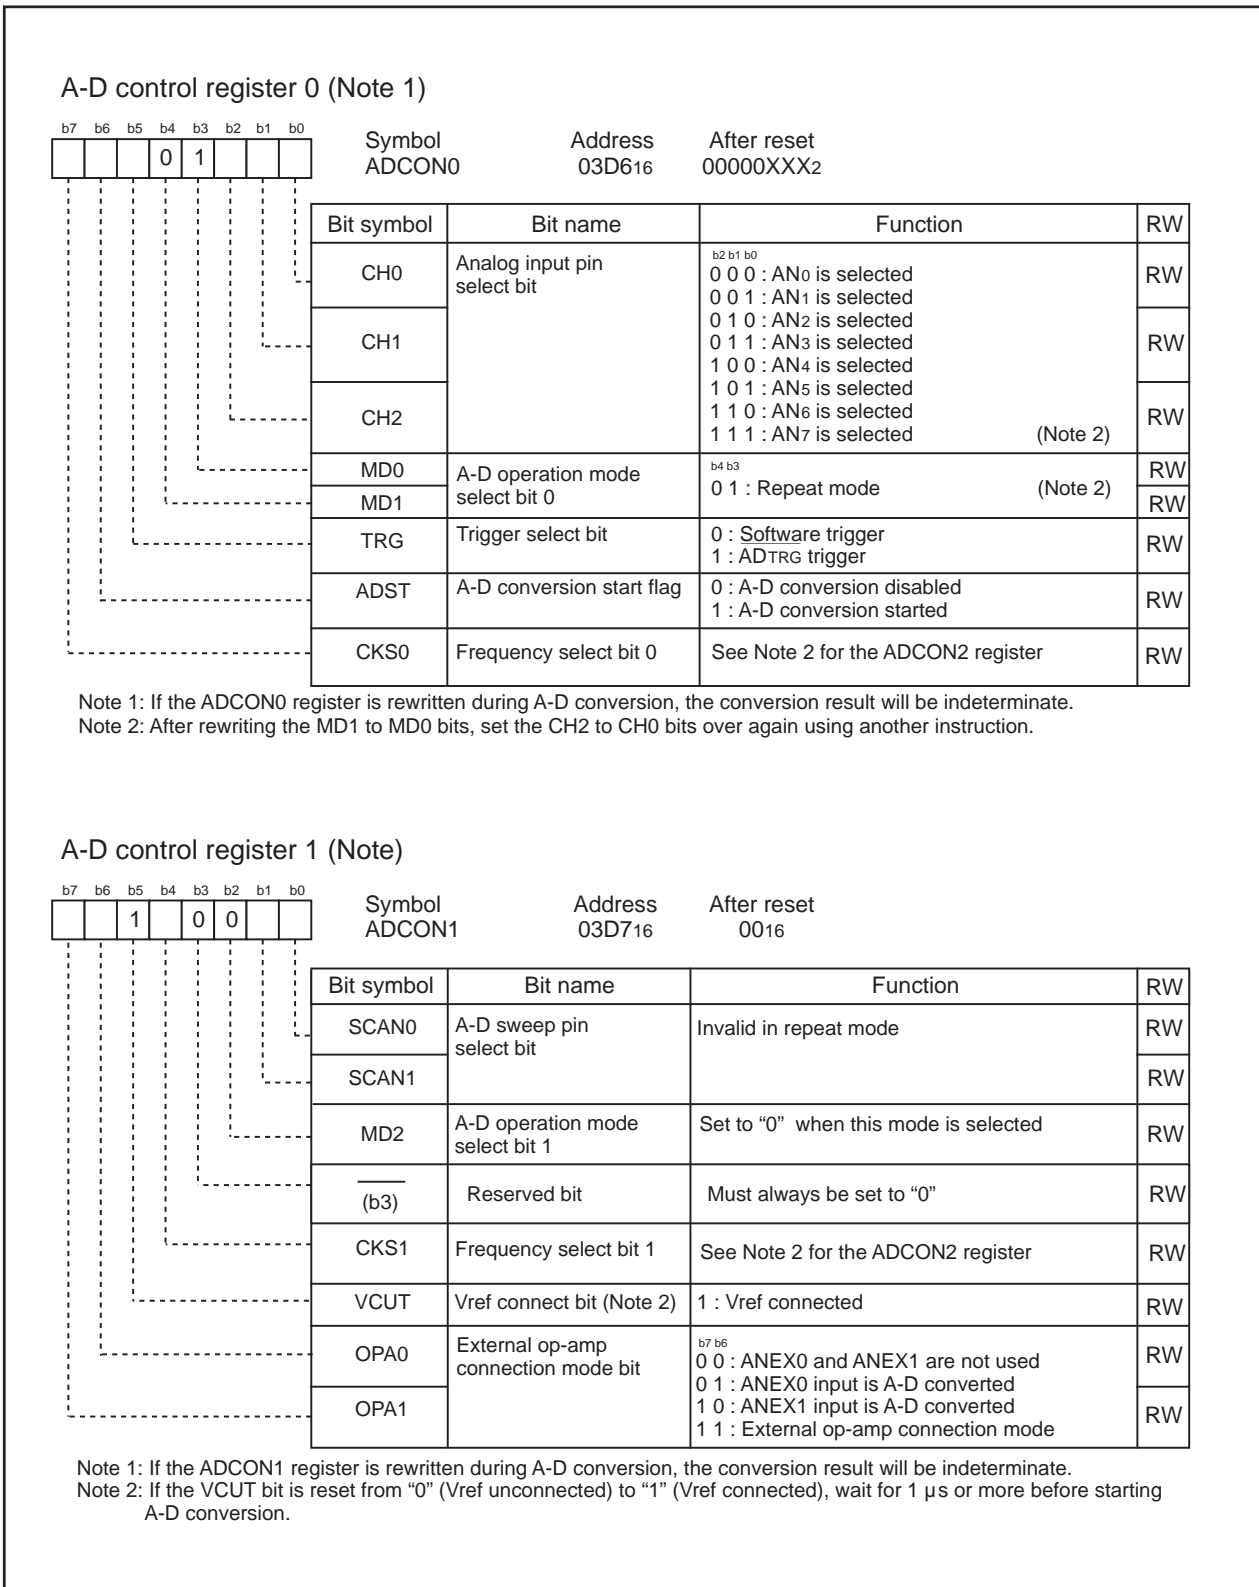 A-D control register 0 (Note 1)
b7 b6 b5 b4 b3 b2 b1 b0
0 1
Symbol Address After reset
ADCON0 03D616 00000XXX2
Bit symbol Bit name Function RW
CH0 Analog input pin select bit RW
b2 b1 b0
0 0 0 : AN0 is selected
0 0 1 : AN1 is selected
CH1 RW
0 1 0 : AN2 is selected
0 1 1 : AN3 is selected
1 0 0 : AN4 is selected
CH2 RW
1 0 1 : AN5 is selected
1 1 0 : AN6 is selected
1 1 1 : AN7 is selected (Note 2)
MD0 A-D operation mode select bit 0 RW
b4 b3
0 1 : Repeat mode (Note 2)
MD1 RW
TRG Trigger select bit RW
0 : Software trigger
1 : ADTRG trigger
ADST A-D conversion start flag RW
0 : A-D conversion disabled
1 : A-D conversion started
CKS0 Frequency select bit 0 See Note 2 for the ADCON2 register RW
Note 1: If the ADCON0 register is rewritten during A-D conversion, the conversion result will be indeterminate.
Note 2: After rewriting the MD1 to MD0 bits, set the CH2 to CH0 bits over again using another instruction.
A-D control register 1 (Note)
b7 b6 b5 b4 b3 b2 b1 b0
1 0 0
Symbol Address After reset
ADCON1 03D716 0016
Bit symbol Bit name Function RW
SCAN0 A-D sweep pin select bit Invalid in repeat mode RW
SCAN1 RW
MD2 A-D operation mode select bit 1 Set to “0” when this mode is selected RW
(b3) Reserved bit Must always be set to “0” RW
CKS1 Frequency select bit 1 See Note 2 for the ADCON2 register RW
VCUT Vref connect bit (Note 2) 1 : Vref connected RW
OPA0 External op-amp connection mode bit RW
b7 b6
0 0 : ANEX0 and ANEX1 are not used
0 1 : ANEX0 input is A-D converted
OPA1 RW
1 0 : ANEX1 input is A-D converted
1 1 : External op-amp connection mode
Note 1: If the ADCON1 register is rewritten during A-D conversion, the conversion result will be indeterminate.
Note 2: If the VCUT bit is reset from “0” (Vref unconnected) to “1” (Vref connected), wait for 1 µs or more before starting
A-D conversion.